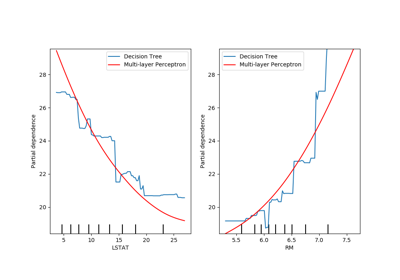 Decision Tree
Multi-layer Perceptron
Partial dependence
28
26
24
22
20
5
10
15
20
25
LSTAT
Decision Tree
Multi-layer Perceptron
Partial dependence
28
26
24
22
20
5.5
6.0
6.5
7.0
7.5
RM